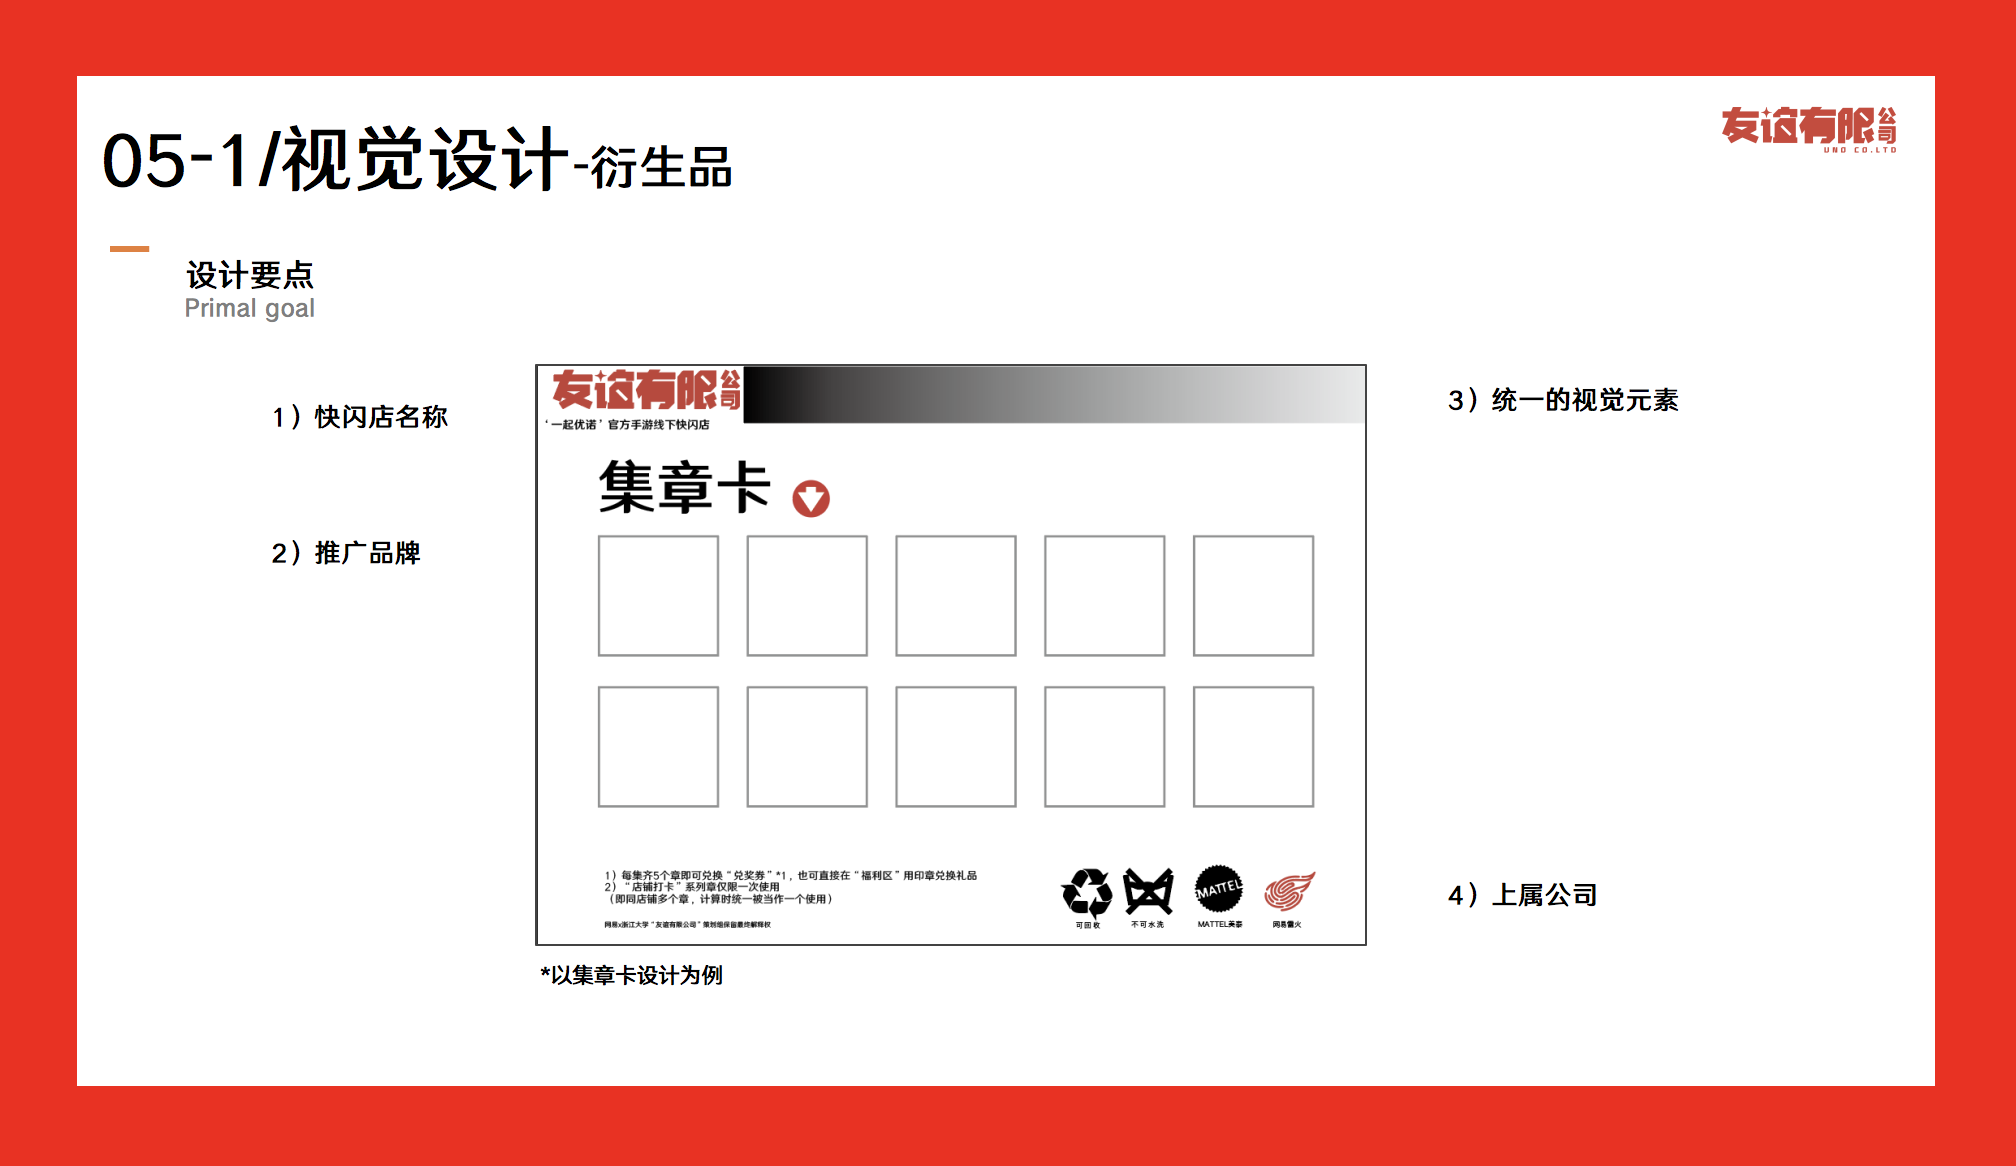 05-1/视觉设计-衍生品
友谊有限公司
UNO CO.LTD
设计要点
Primal goal
1）快闪店名称
2）推广品牌
友谊有限公司
‘一起优诺’官方手游线下快闪店
集章卡
1）每集齐5个章即可兑换“兑奖券”*1，也可直接在“福利区”用印章兑换礼品
2）“店铺打卡”系列章仅限一次使用
（即同店铺多个章，计算时统一被当作一个使用）
网易x浙江大学“友谊有限公司”策划组保留最终解释权
可回收
不可水洗
MATTEL
MATTEL美泰
网易雷火
3）统一的视觉元素
4）上属公司
*以集章卡设计为例